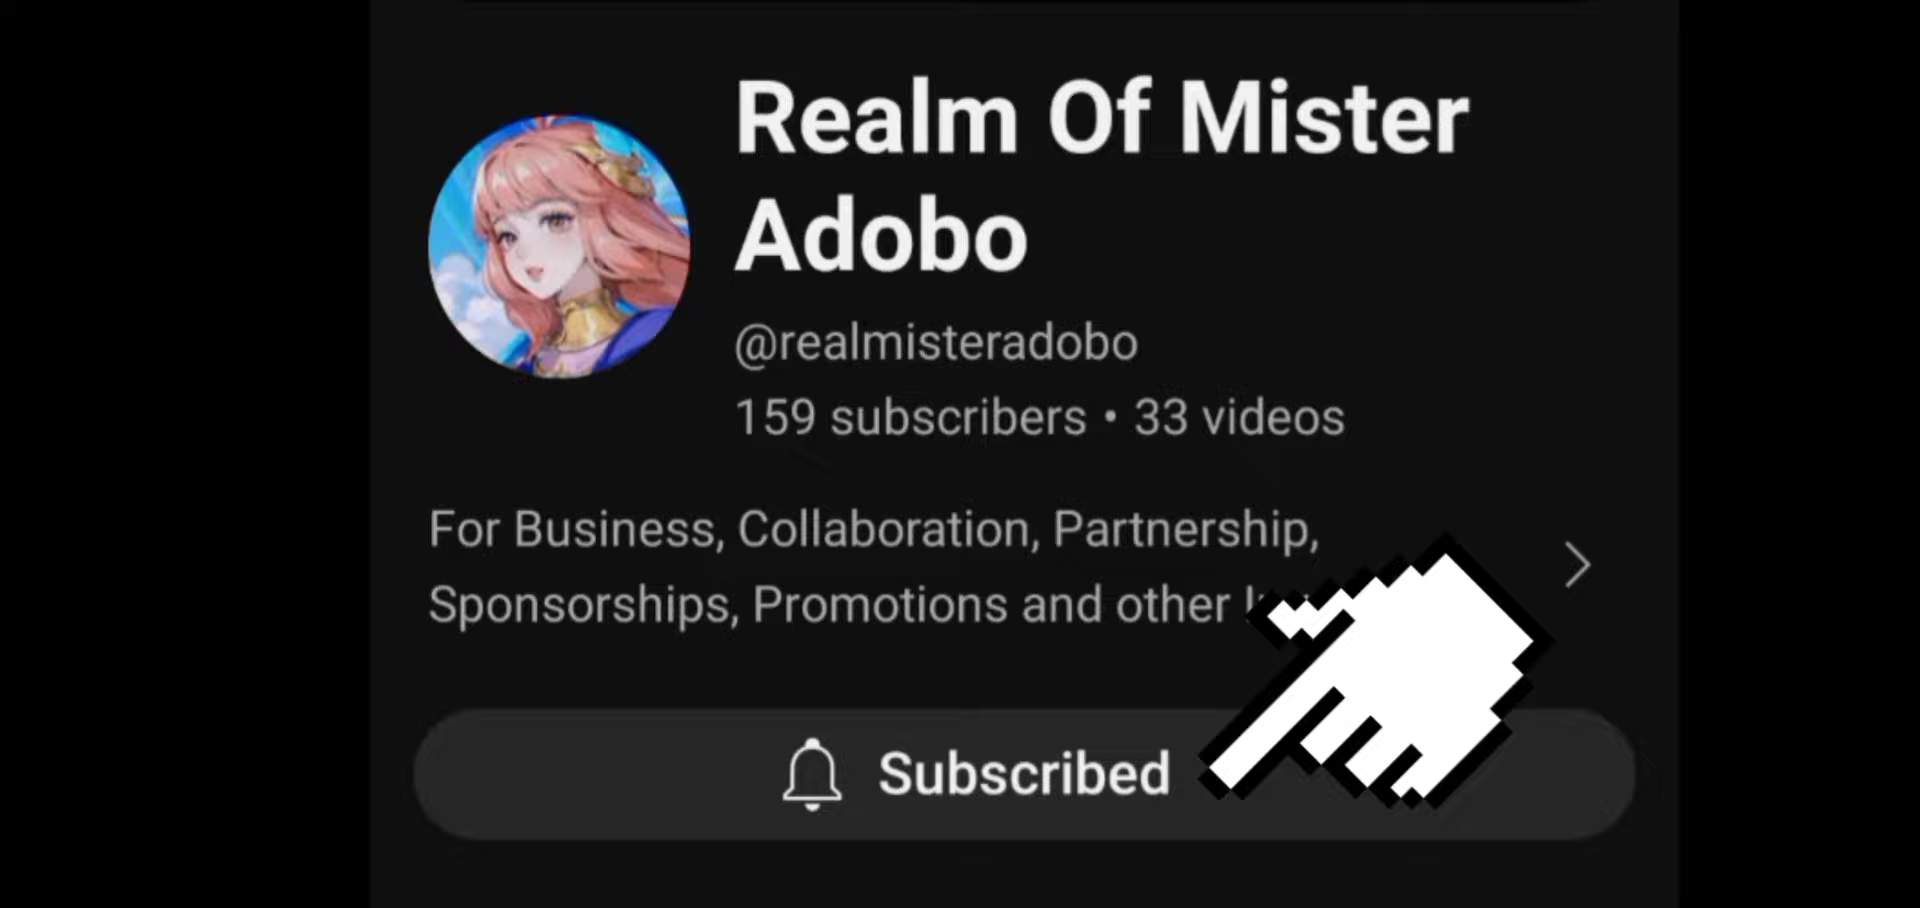 Realm Of Mister
Adobo
@realmisteradobo
159 subscribers • 33 videos
For Business, Collaboration, Partnership,
Sponsorships, Promotions and other
Subscribed